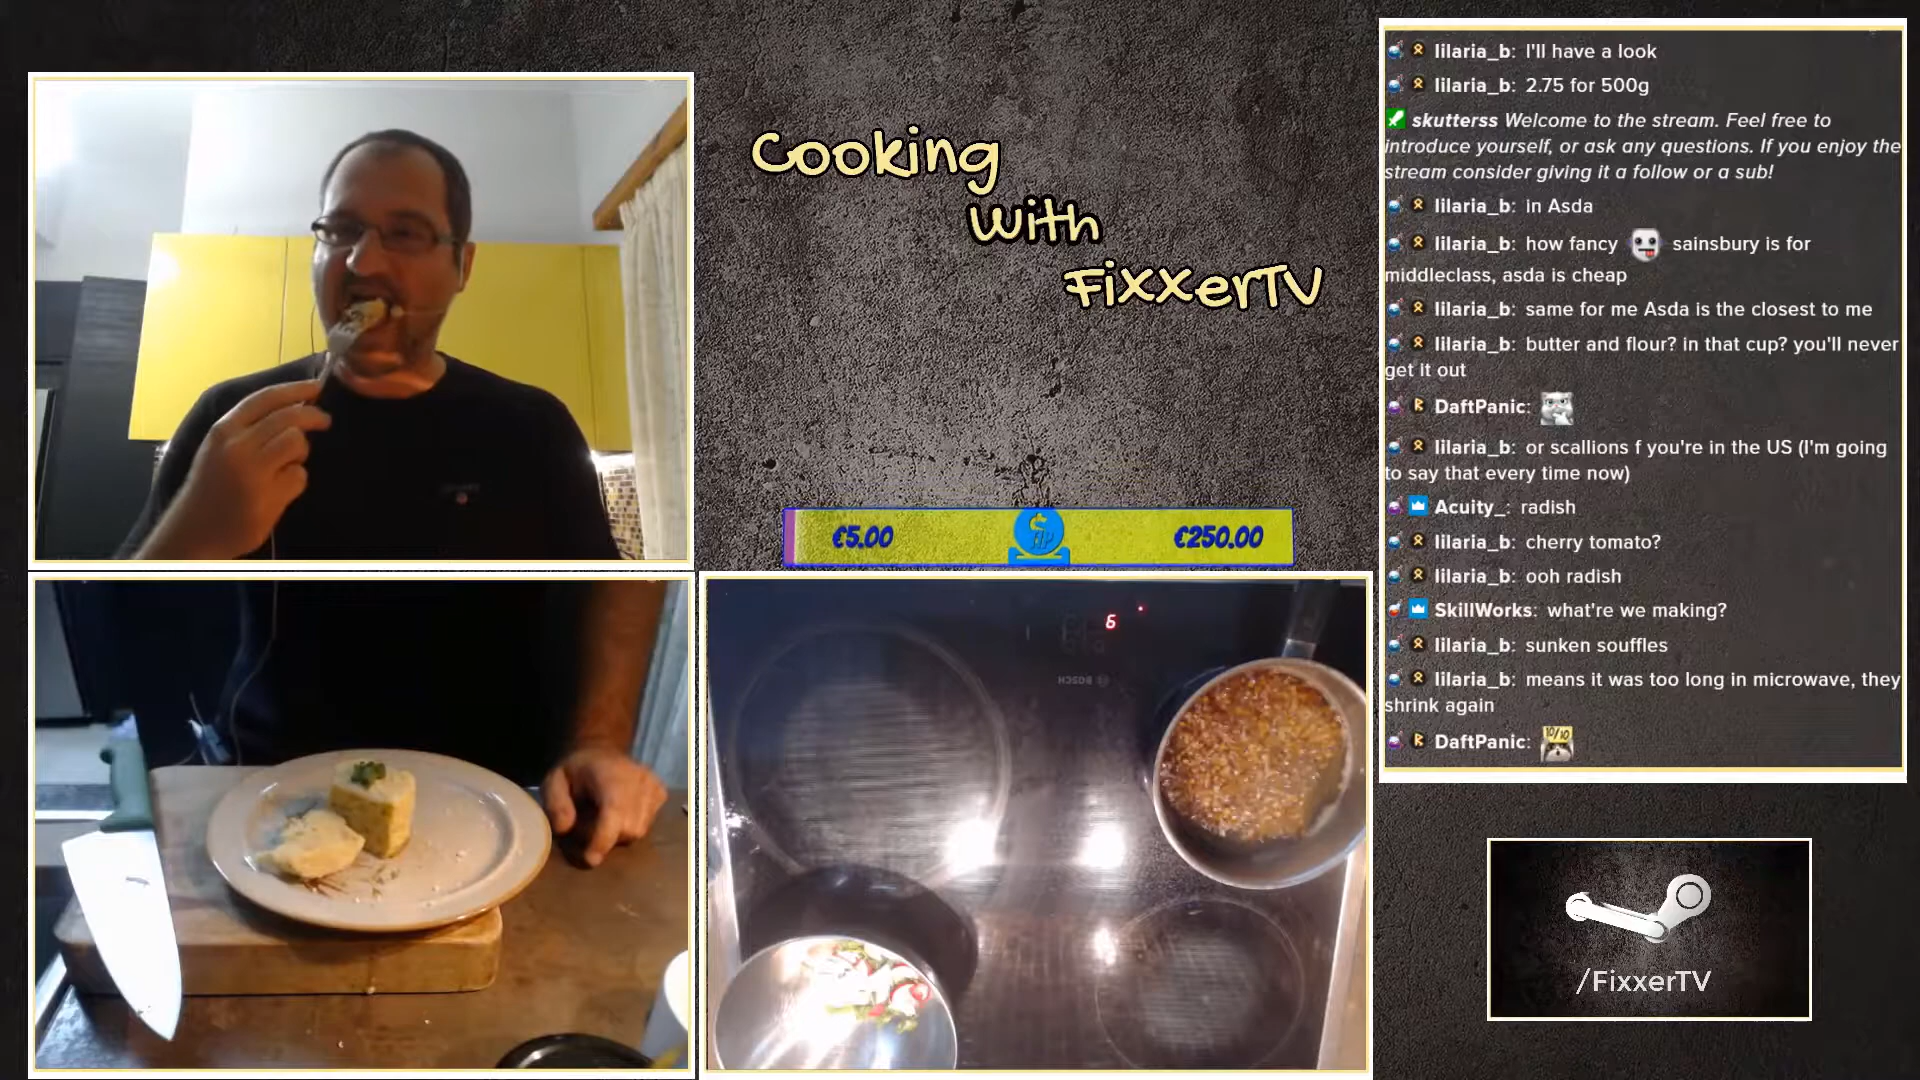 Cooking
With
FixxerTV
€5.00
€250.00
6
BOSCH
lilaria_b: I'll have a look
lilaria_b: 2.75 for 500g
skutterss Welcome to the stream. Feel free to
introduce yourself, or ask any questions. If you enjoy the
stream consider giving it a follow or a sub!
lilaria_b: in Asda
lilaria_b: how fancy sainsbury is for
middleclass, asda is cheap
lilaria_b: same for me Asda is the closest to me
lilaria_b: butter and flour? in that cup? you'll never
get it out
DaftPanic:
lilaria_b: or scallions f you're in the US (I'm going
to say that every time now)
Acuity_: radish
lilaria_b: cherry tomato?
lilaria_b: ooh radish
SkillWorks: what're we making?
lilaria_b: sunken souffles
lilaria_b: means it was too long in microwave, they
shrink again
DaftPanic: 10/10
/FixxerTV